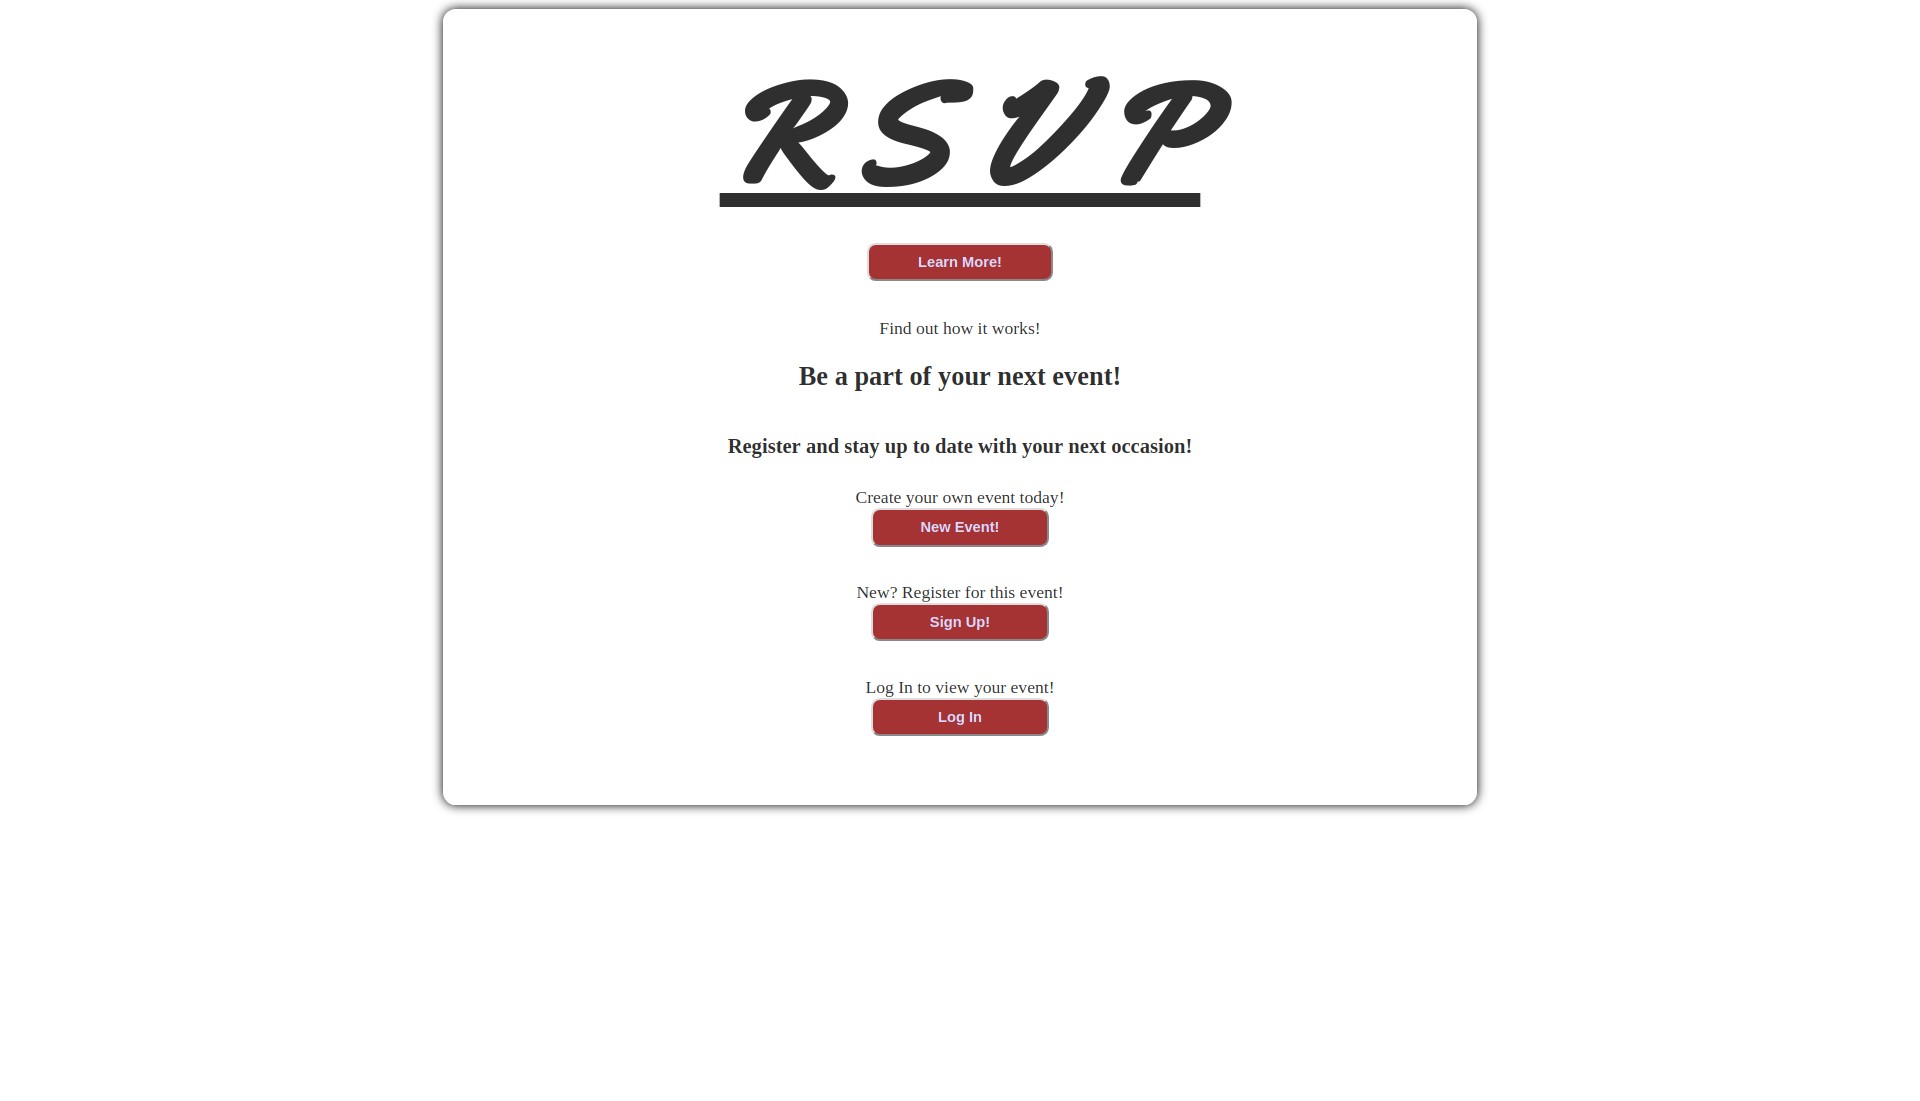 RSVP
Learn More!
Find out how it works!
Be a part of your next event!
Register and stay up to date with your next occasion!
Create your own event today!
New Event!
New? Register for this event!
Sign Up!
Log In to view your event!
Log In